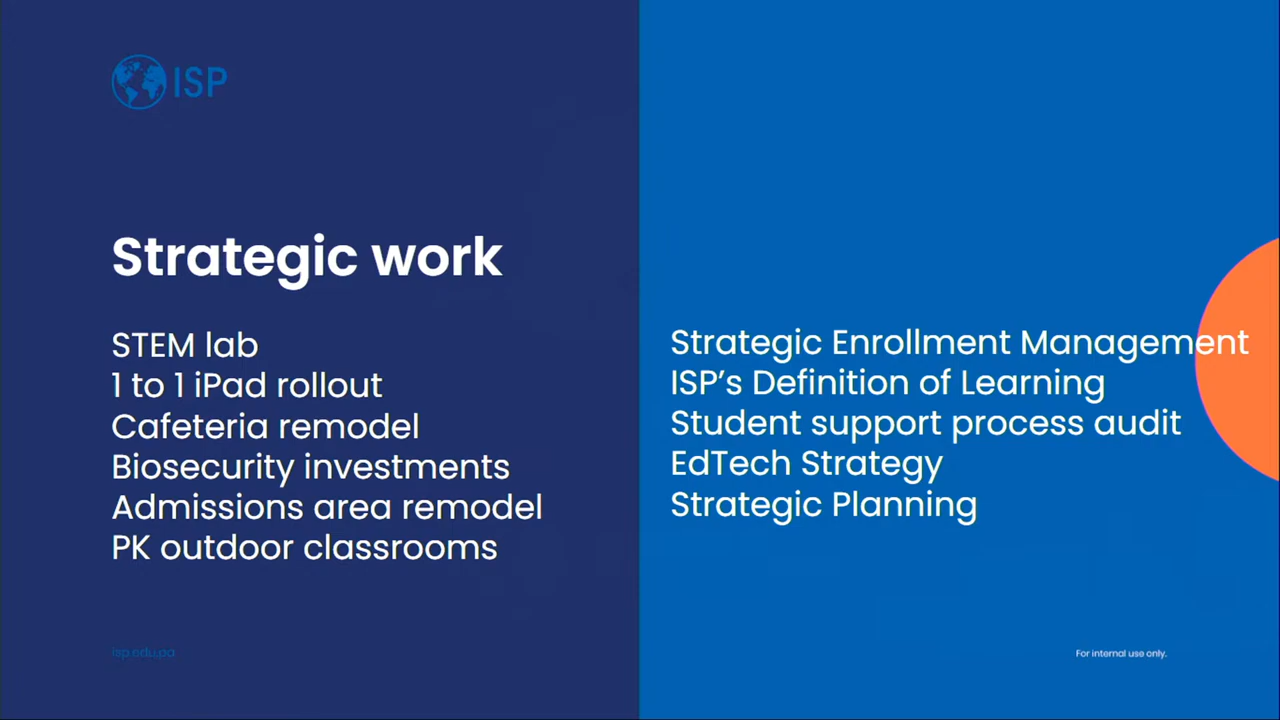 ISP
Strategic work
STEM lab
1 to 1 iPad rollout
Cafeteria remodel
Biosecurity investments
Admissions area remodel
PK outdoor classrooms
Strategic Enrollment Management
ISP’s Definition of Learning
Student support process audit
EdTech Strategy
Strategic Planning
isp.edu.pa
For internal use only.